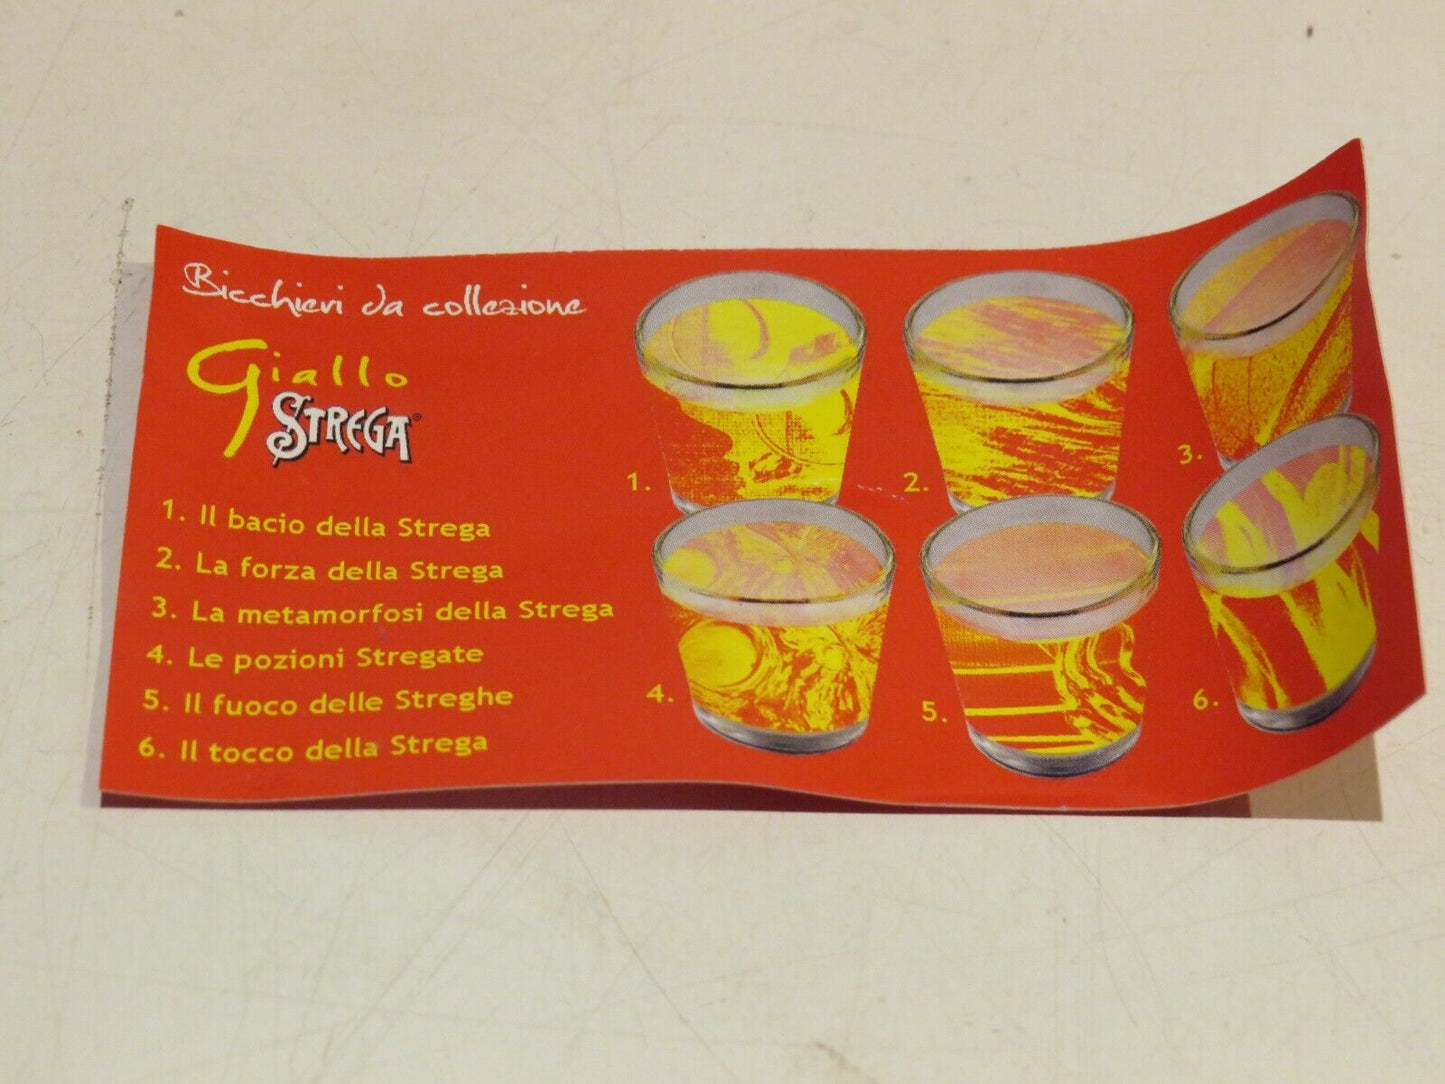 Bicchieri da collezione
Giallo
STREGA®
1. Il bacio della Strega
2. La forza della Strega
3. La metamorfosi della Strega
4. Le pozioni Stregate
5. Il fuoco delle Streghe
6. Il tocco della Strega
1.
2.
3.
4.
5.
6.